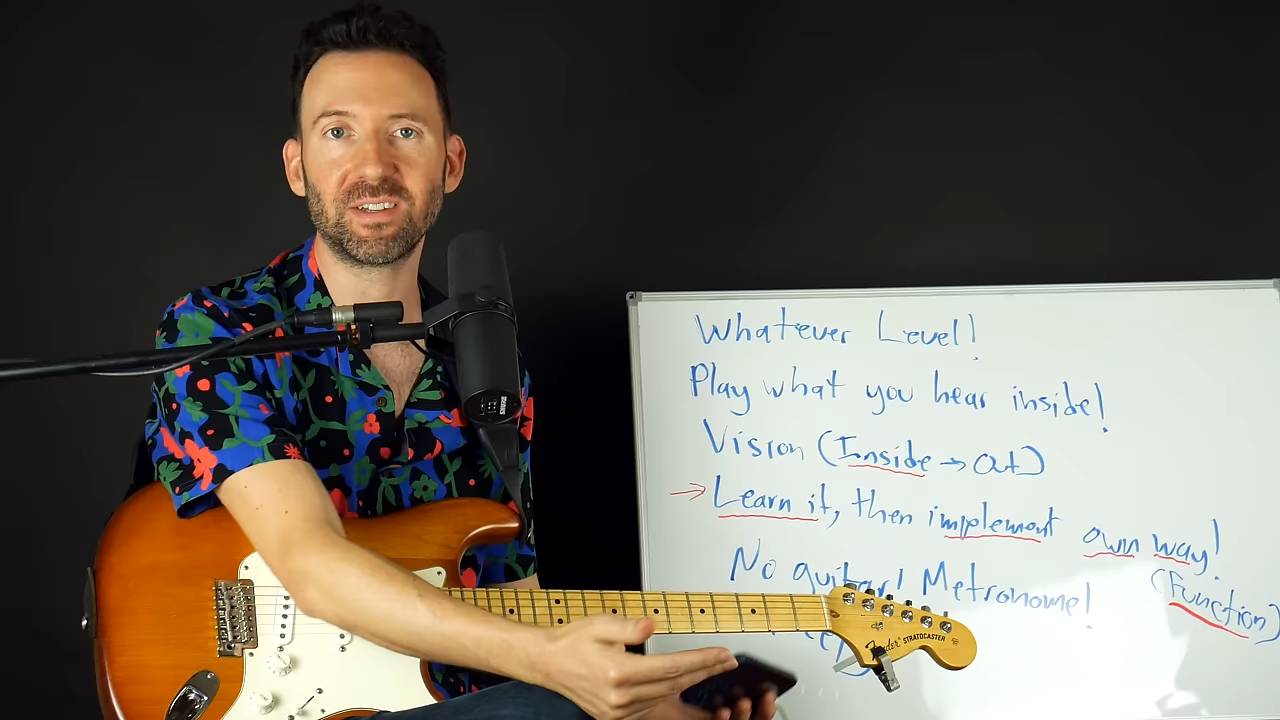 Whatever Level!
Play what you hear inside!
Vision (Inside → Out)
→ Learn it, then implement own way!
(Function)
No guitar! Metronome!
Fender STRATOCASTER
SHURE